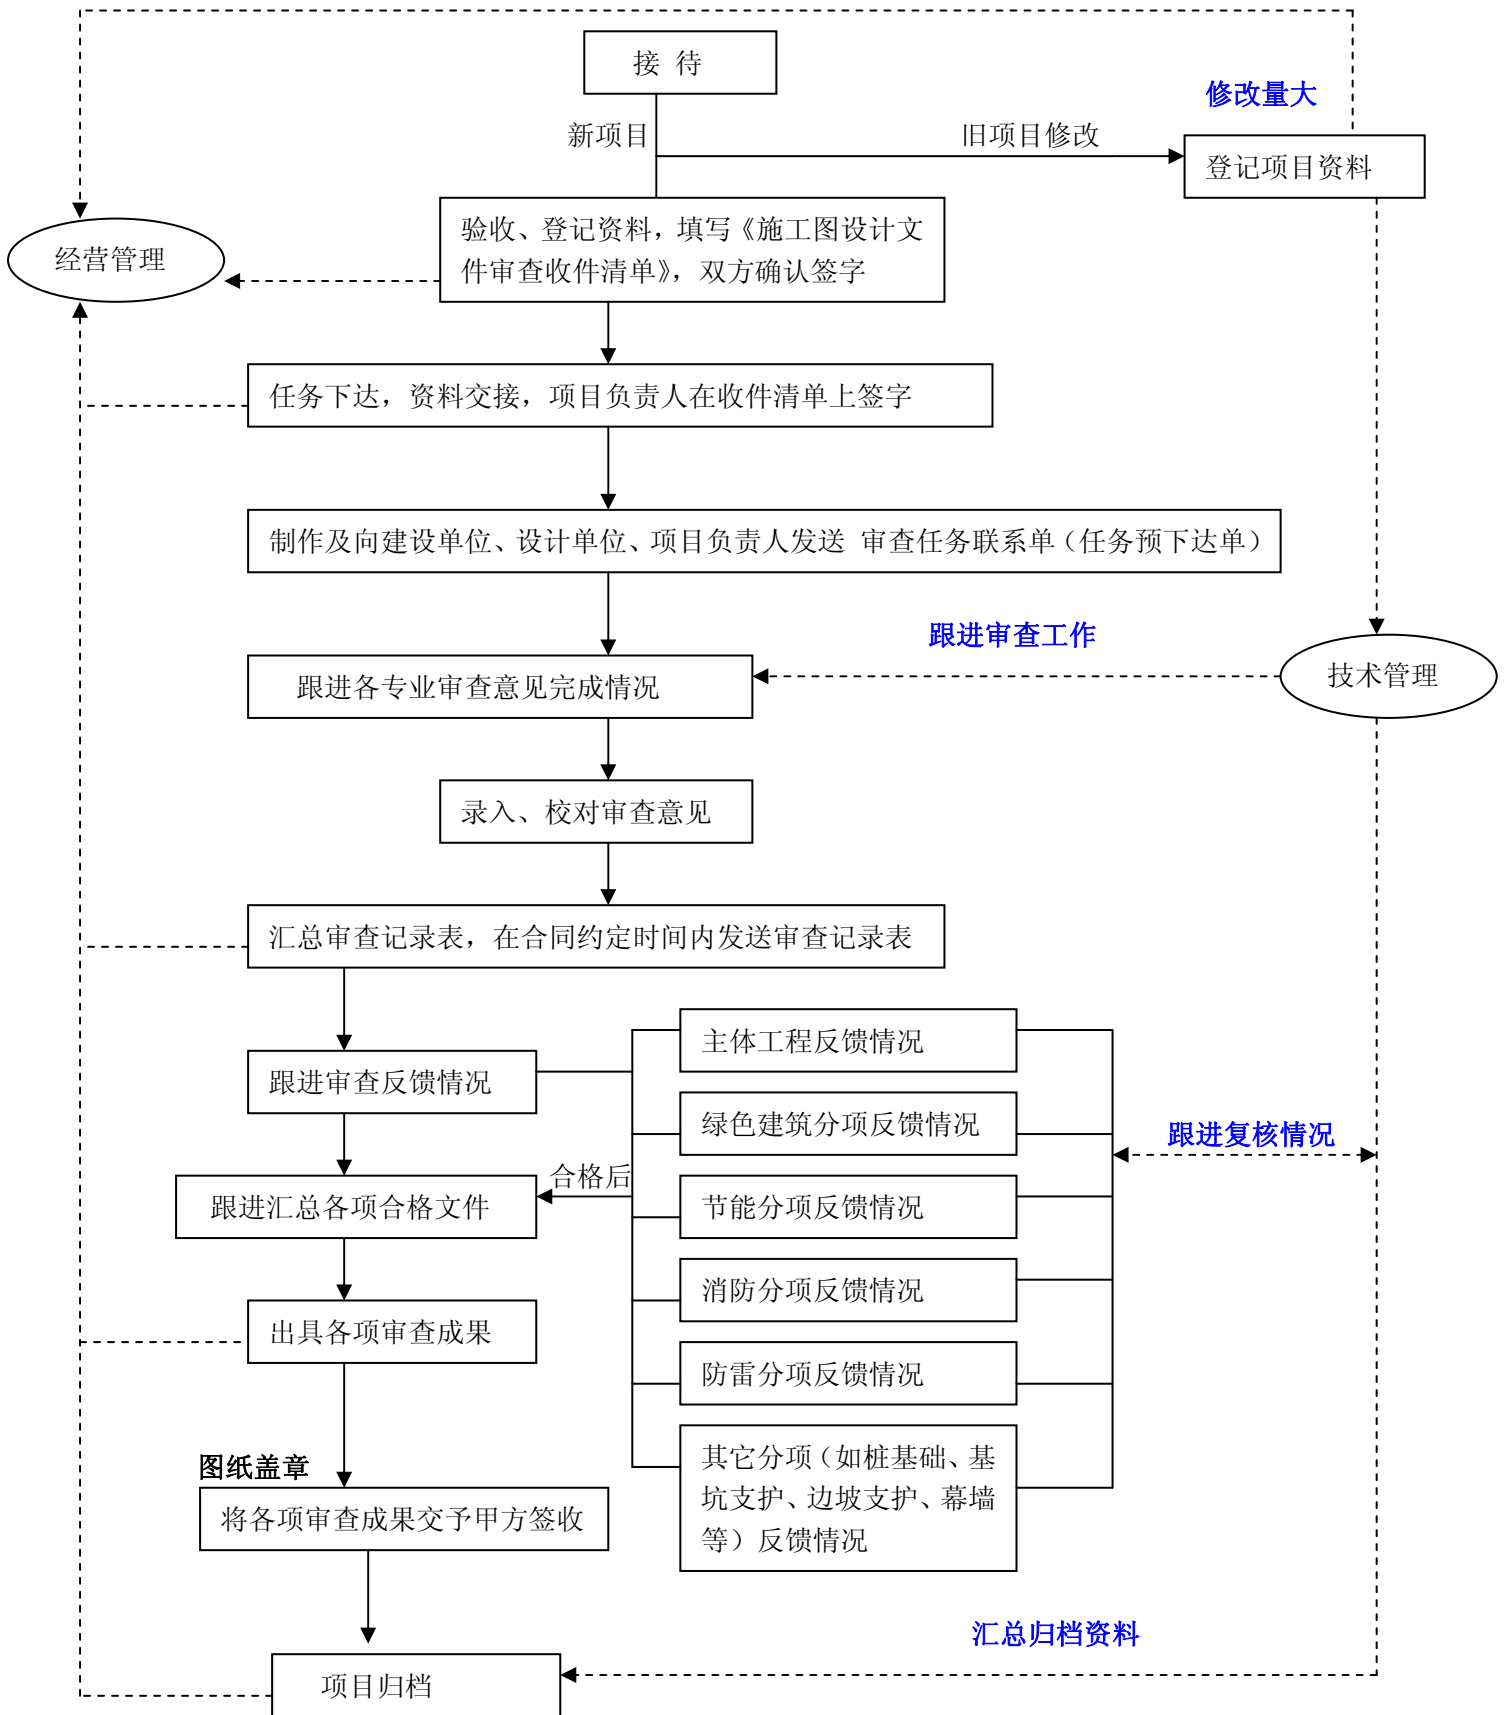 接 待
修改量大
新项目
旧项目修改
登记项目资料
验收、登记资料，填写《施工图设计文
件审查收件清单》，双方确认签字
经营管理
任务下达，资料交接，项目负责人在收件清单上签字
制作及向建设单位、设计单位、项目负责人发送 审查任务联系单（任务预下达单）
跟进审查工作
跟进各专业审查意见完成情况
技术管理
录入、校对审查意见
汇总审查记录表，在合同约定时间内发送审查记录表
主体工程反馈情况
跟进审查反馈情况
绿色建筑分项反馈情况
跟进复核情况
合格后
跟进汇总各项合格文件
节能分项反馈情况
消防分项反馈情况
出具各项审查成果
防雷分项反馈情况
图纸盖章
其它分项（如桩基础、基
坑支护、边坡支护、幕墙
等）反馈情况
将各项审查成果交予甲方签收
汇总归档资料
项目归档